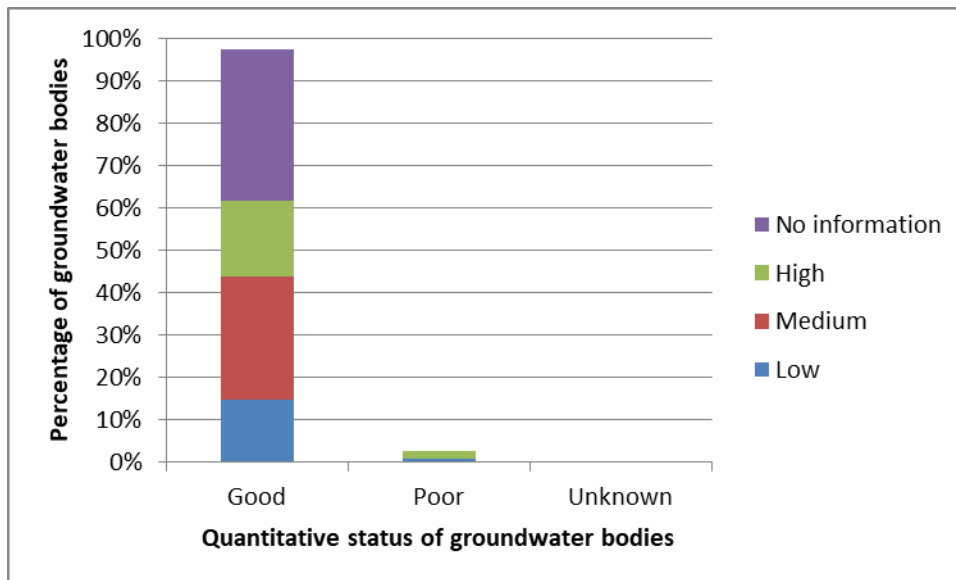 Percentage of groundwater bodies
100%
90%
80%
70%
60%
50%
40%
30%
20%
10%
0%
Good
Poor
Unknown
Quantitative status of groundwater bodies
No information
High
Medium
Low